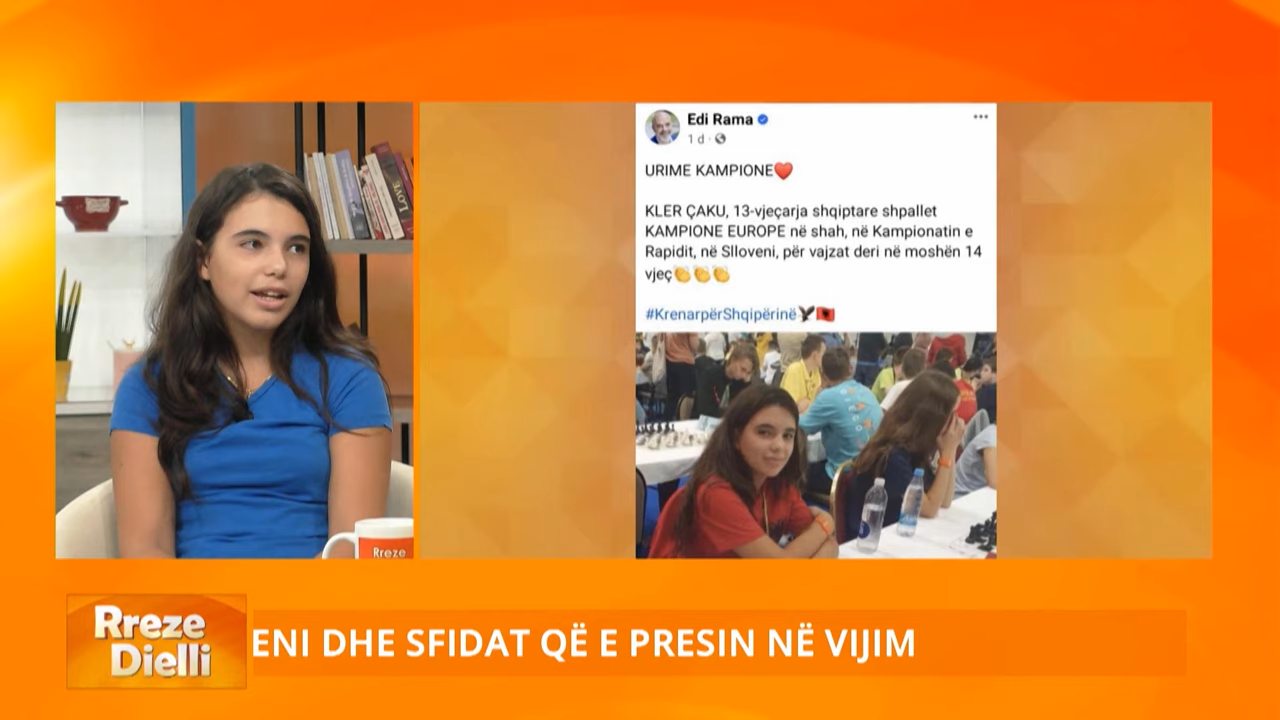 LOVE
Rreze
Edi Rama
1 d
URIME KAMPIONE❤️
KLER ÇAKU, 13-vjeçarja shqiptare shpallet
KAMPIONE EUROPE në shah, në Kampionatin e
Rapidit, në Slloveni, për vajzat deri në moshën 14
vjeç👏👏👏
#KrenarpërShqipërinë🦅🇦🇱
Rreze
Dielli
ENI DHE SFIDAT QË E PRESIN NË VIJIM